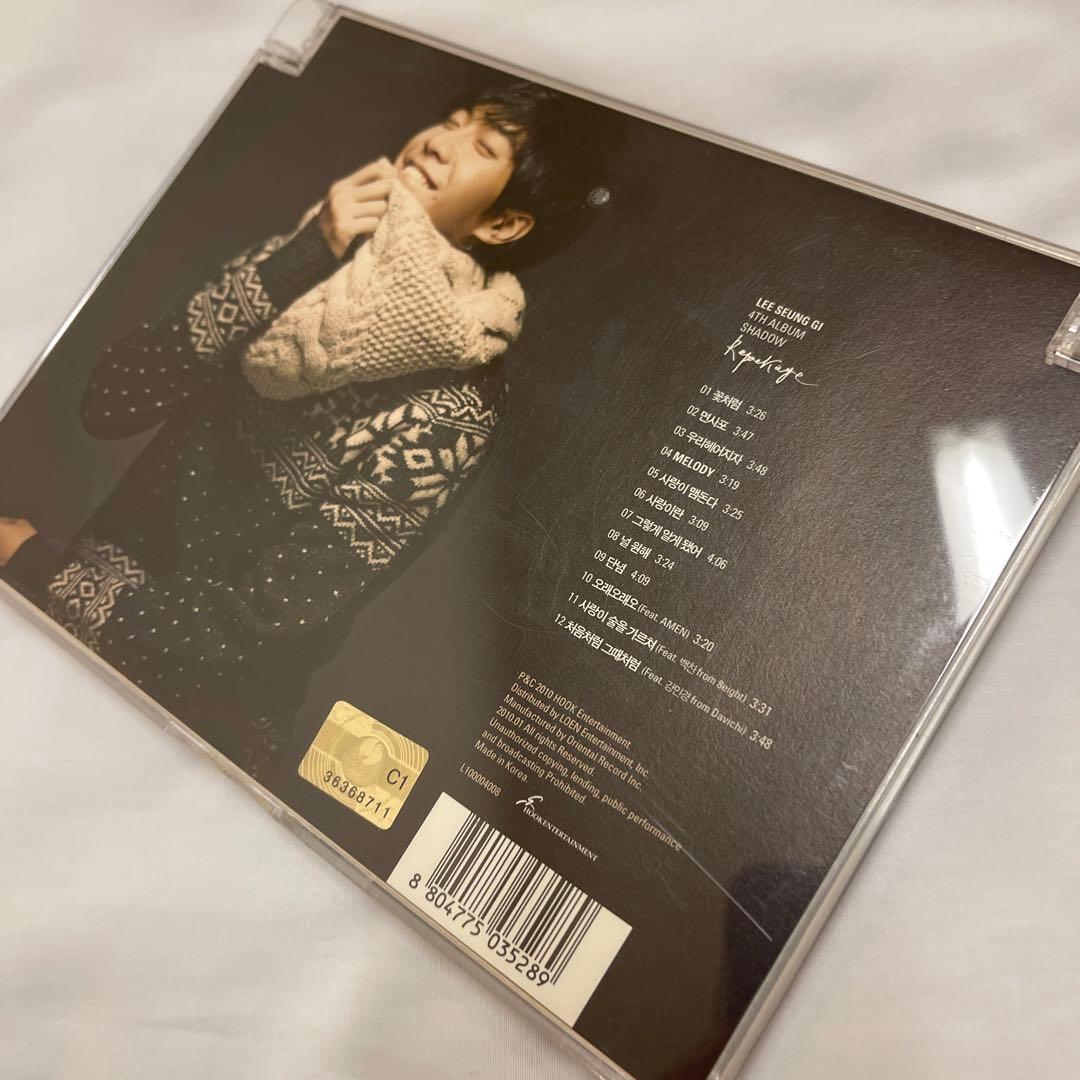 LEE SEUNG GI
4TH ALBUM
SHADOW
Repakage
01 꽃처럼 3:26
02 면사포 3:47
03 우리헤어지자 3:48
04 MELODY 3:19
05 사랑이 맴돈다 3:25
06 사랑이란 3:09
07 그렇게 알게 됐어 4:06
08 널 원해 3:24
09 단념 4:09
10 오래오래오 (Feat. AMEN) 3:20
11 사랑이 술을 가르쳐 (Feat. 백찬 from 8eight) 3:31
12 처음처럼 그때처럼 (Feat. 강민경 from Davichi) 3:48
P&C 2010 HOOK Entertainment.
Distributed by LOEN Entertainment, Inc.
Manufactured by Oriental Record Inc.
2010.01 All rights Reserved.
Unauthorized copying, lending, public performance
and broadcasting Prohibited.
Made in Korea.
L100004008
HOOK ENTERTAINMENT
C1
36368711
8 804775 035289